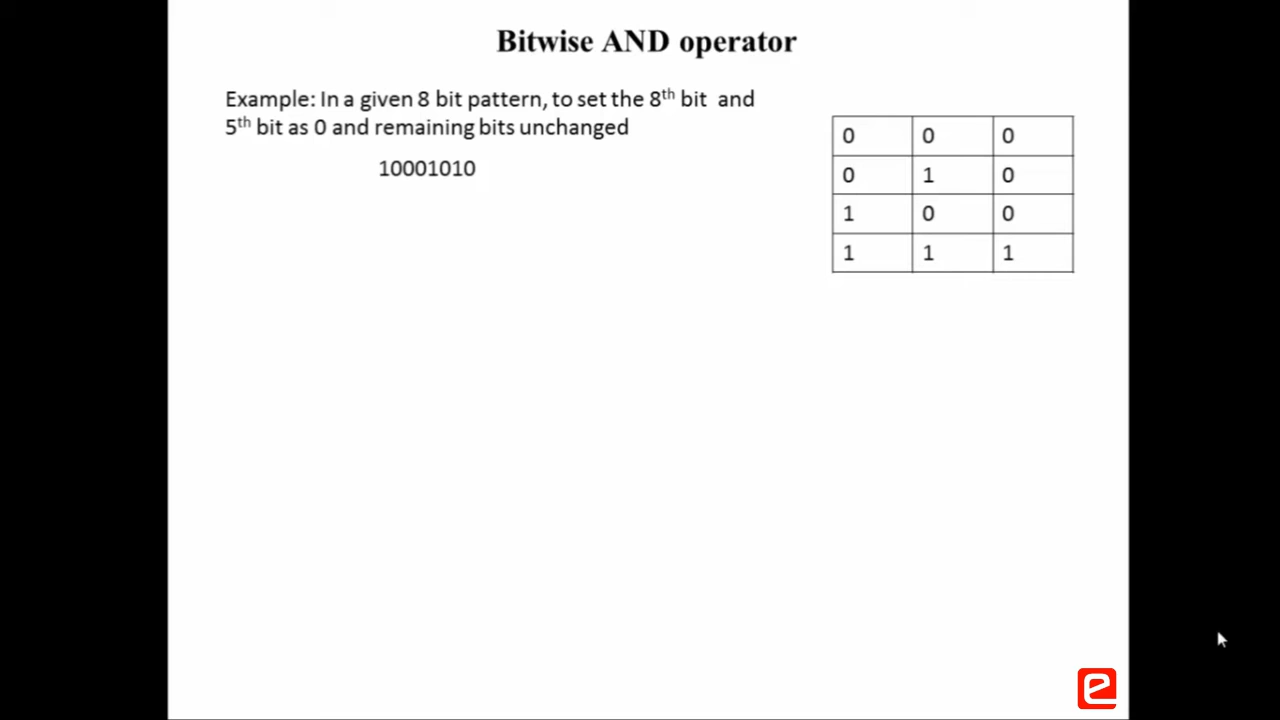 Bitwise AND operator
Example: In a given 8 bit pattern, to set the 8th bit and
5th bit as 0 and remaining bits unchanged
10001010
0 0 0
0 1 0
1 0 0
1 1 1
e